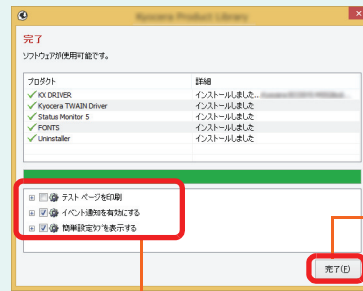 Kyocera Product Library
完了
ソフトウェアが使用可能です。
プロダクト 詳細
KX DRIVER インストールしました..
Kyocera TWAIN Driver インストールしました
Status Monitor 5 インストールしました
FONTS インストールしました
Uninstaller インストールしました
テスト ページを印刷
イベント通知を有効にする
簡単設定ﾀﾌﾞを表示する
完了(F)